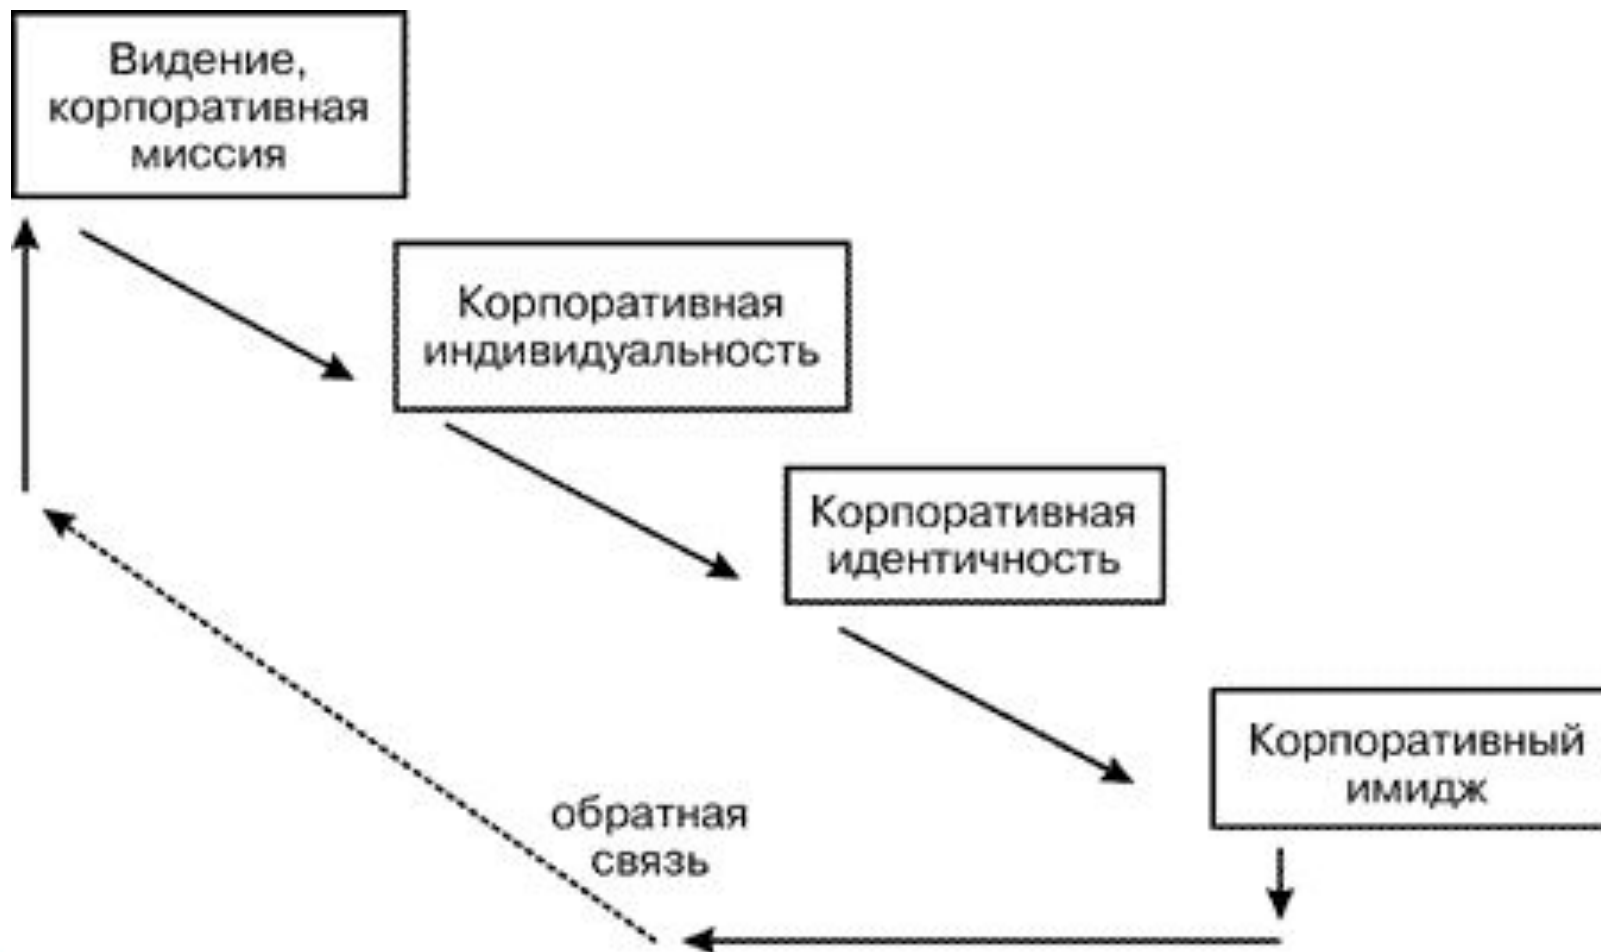 Видение,
корпоративная
миссия
Корпоративная
индивидуальность
Корпоративная
идентичность
Корпоративный
имидж
обратная
связь